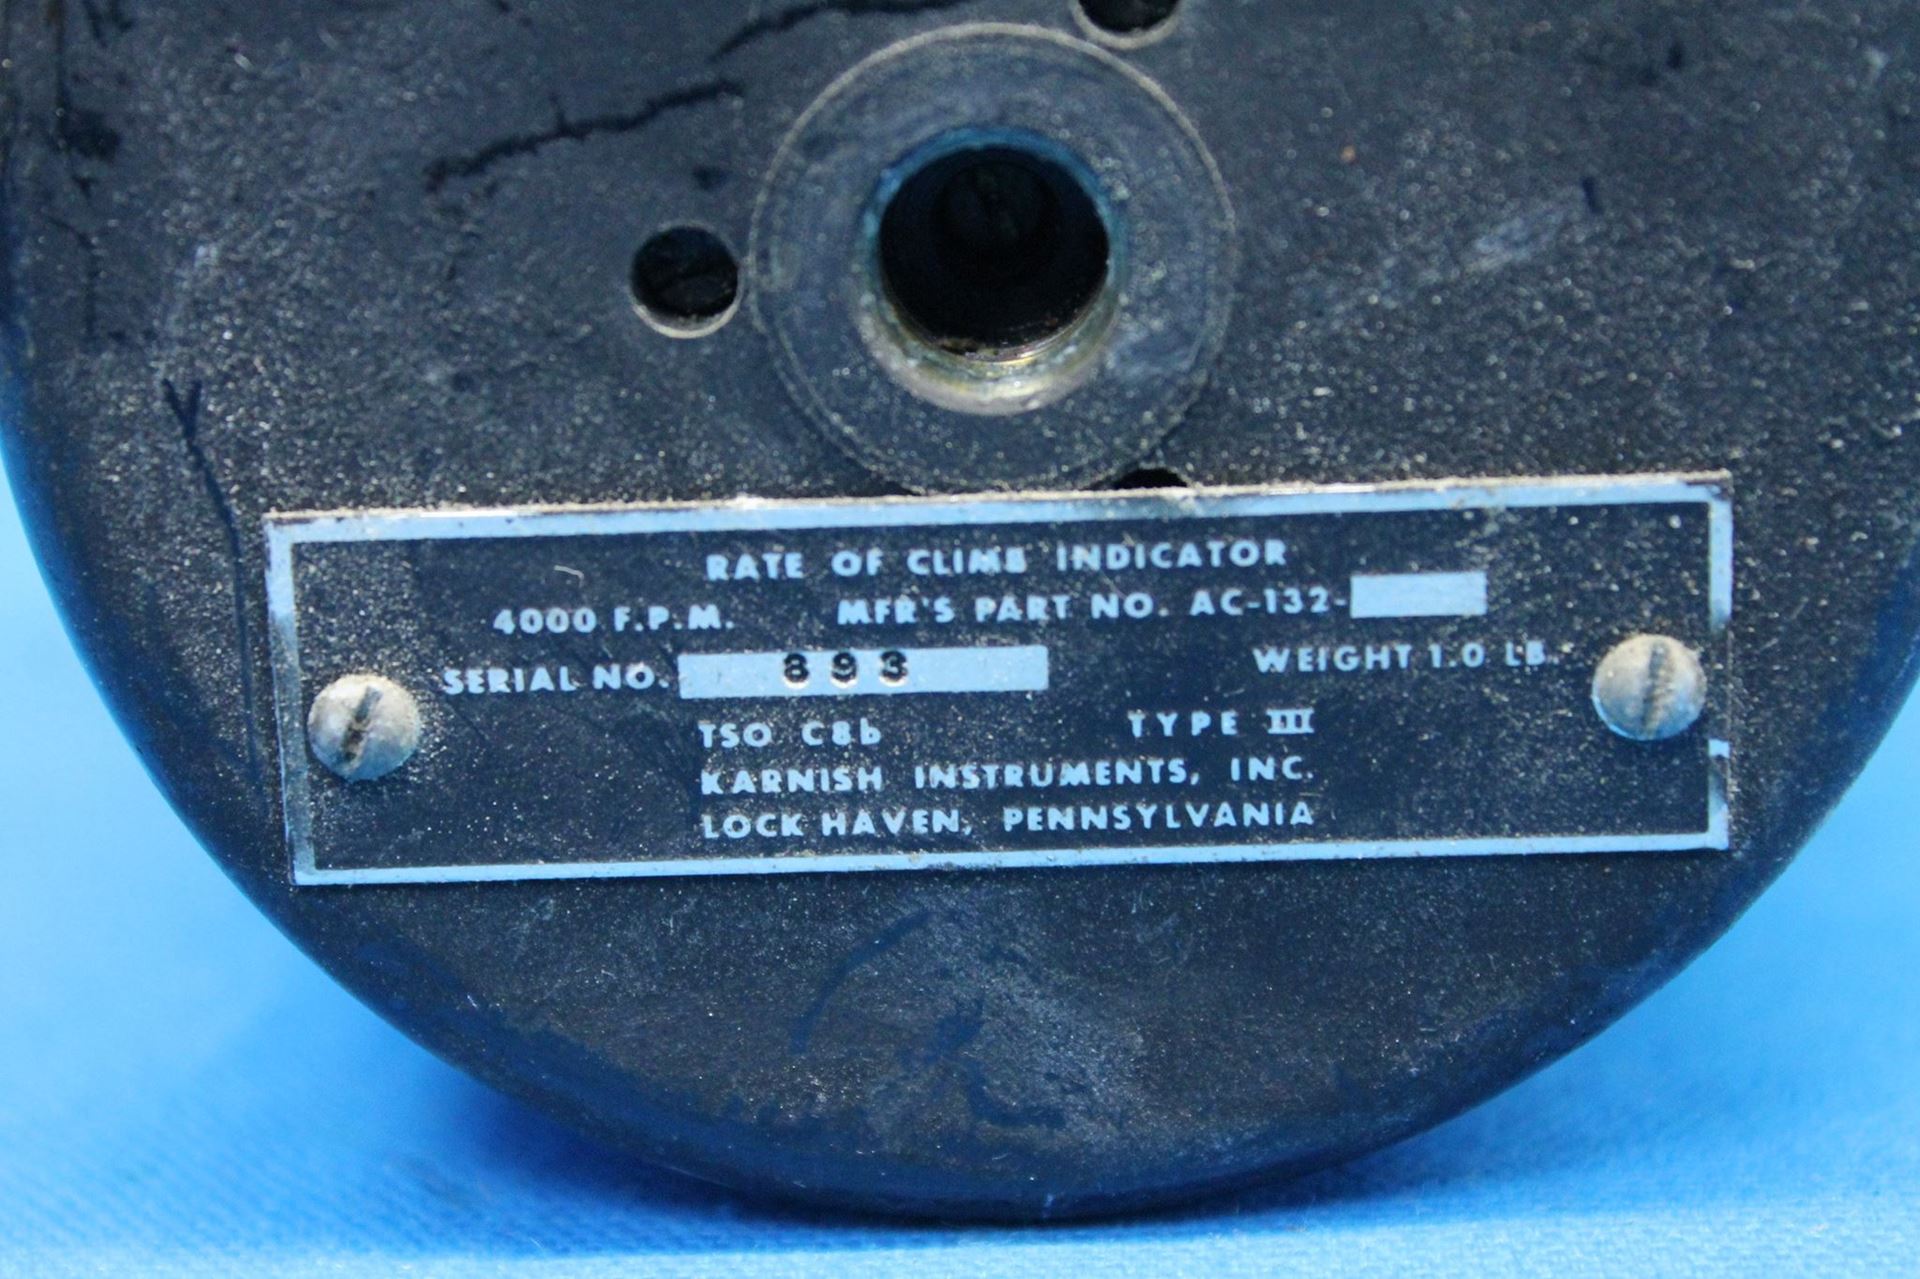 RATE OF CLIMB INDICATOR
4000 F.P.M. MFR'S PART NO. AC-132-
SERIAL NO. 893 WEIGHT 1.0 LB.
TSO C8b TYPE III
KARNISH INSTRUMENTS, INC.
LOCK HAVEN, PENNSYLVANIA